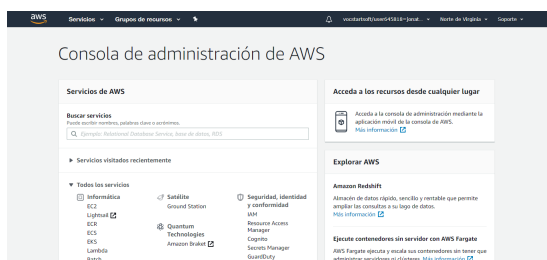 aws
Servicios
Grupos de recursos
Norte de Virginia
Soporte
Consola de administración de AWS
Servicios de AWS
Buscar servicios
Puede escribir nombres, palabras clave o acrónimos.
Ejemplo: Relational Database Service, base de datos, RDS
Servicios visitados recientemente
Todos los servicios
Informática
EC2
Lightsail
ECR
ECS
EKS
Lambda
Batch
Satélite
Ground Station
Quantum
Technologies
Amazon Braket
Seguridad, identidad
y conformidad
IAM
Resource Access
Manager
Cognito
Secrets Manager
GuardDuty
Acceda a los recursos desde cualquier lugar
Acceda a la consola de administración mediante la
aplicación móvil de la consola de AWS.
Más información
Explorar AWS
Amazon Redshift
Almacén de datos rápido, sencillo y rentable que permite
ampliar las consultas a su lago de datos.
Más información
Ejecute contenedores sin servidor con AWS Fargate
AWS Fargate ejecuta y escala sus contenedores sin tener que
administrar servidores ni clústeres. Más información